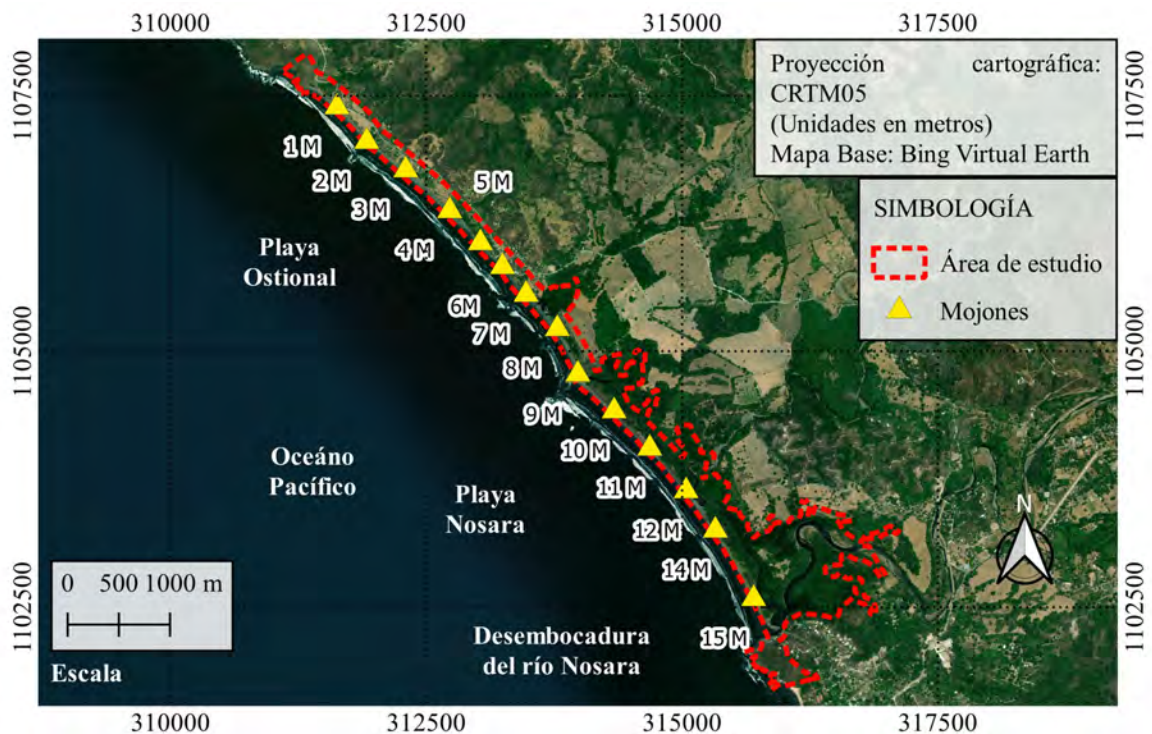 310000 312500 315000 317500
1107500
1107500
Proyección cartográfica:
CRTM05
(Unidades en metros)
Mapa Base: Bing Virtual Earth
SIMBOLOGÍA
Área de estudio
Mojones
1 M
2 M
3 M
5 M
4 M
Playa
Ostional
6M
7 M
8 M
1105000
1105000
9 M
10 M
11 M
12 M
14 M
15 M
Oceáno
Pacífico
Playa
Nosara
N
1102500
1102500
0 500 1000 m
Escala
Desembocadura
del río Nosara
310000 312500 315000 317500